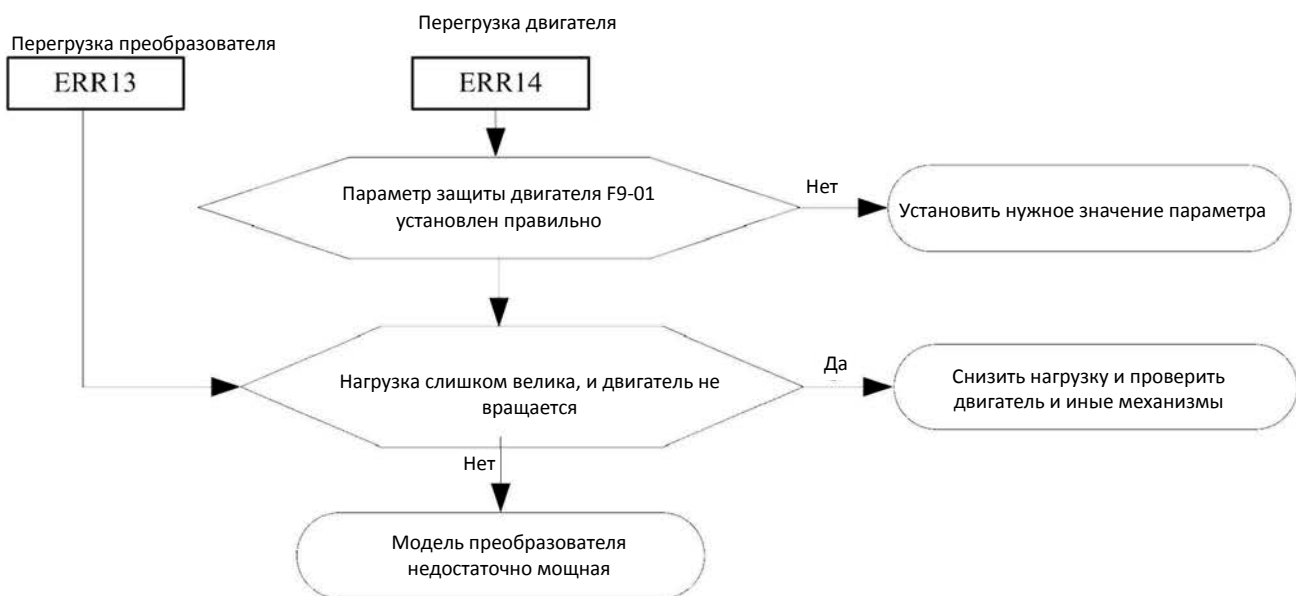 Перегрузка двигателя
Перегрузка преобразователя
ERR13
ERR14
Параметр защиты двигателя F9-01
установлен правильно
Нет
Установить нужное значение параметра
Нагрузка слишком велика, и двигатель не
вращается
Да
Снизить нагрузку и проверить
двигатель и иные механизмы
Нет
Модель преобразователя
недостаточно мощная